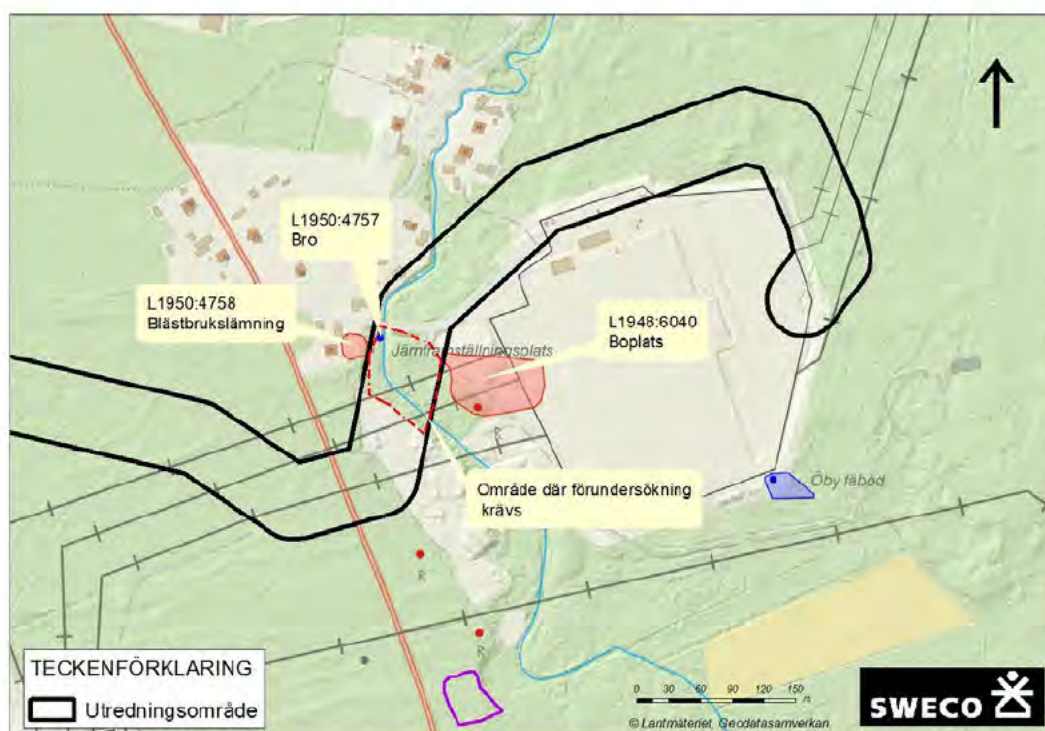 L1950:4757
Bro
L1950:4758
Blästbrukslämning
L1948:6040
Boplats
Järnframställningsplats
R
Område där förundersökning
krävs
Öby fäbod
R
R
TECKENFÖRKLARING
Utredningsområde
0 30 60 90 120 150
m
© Lantmäteriet, Geodatasamverkan
SWECO